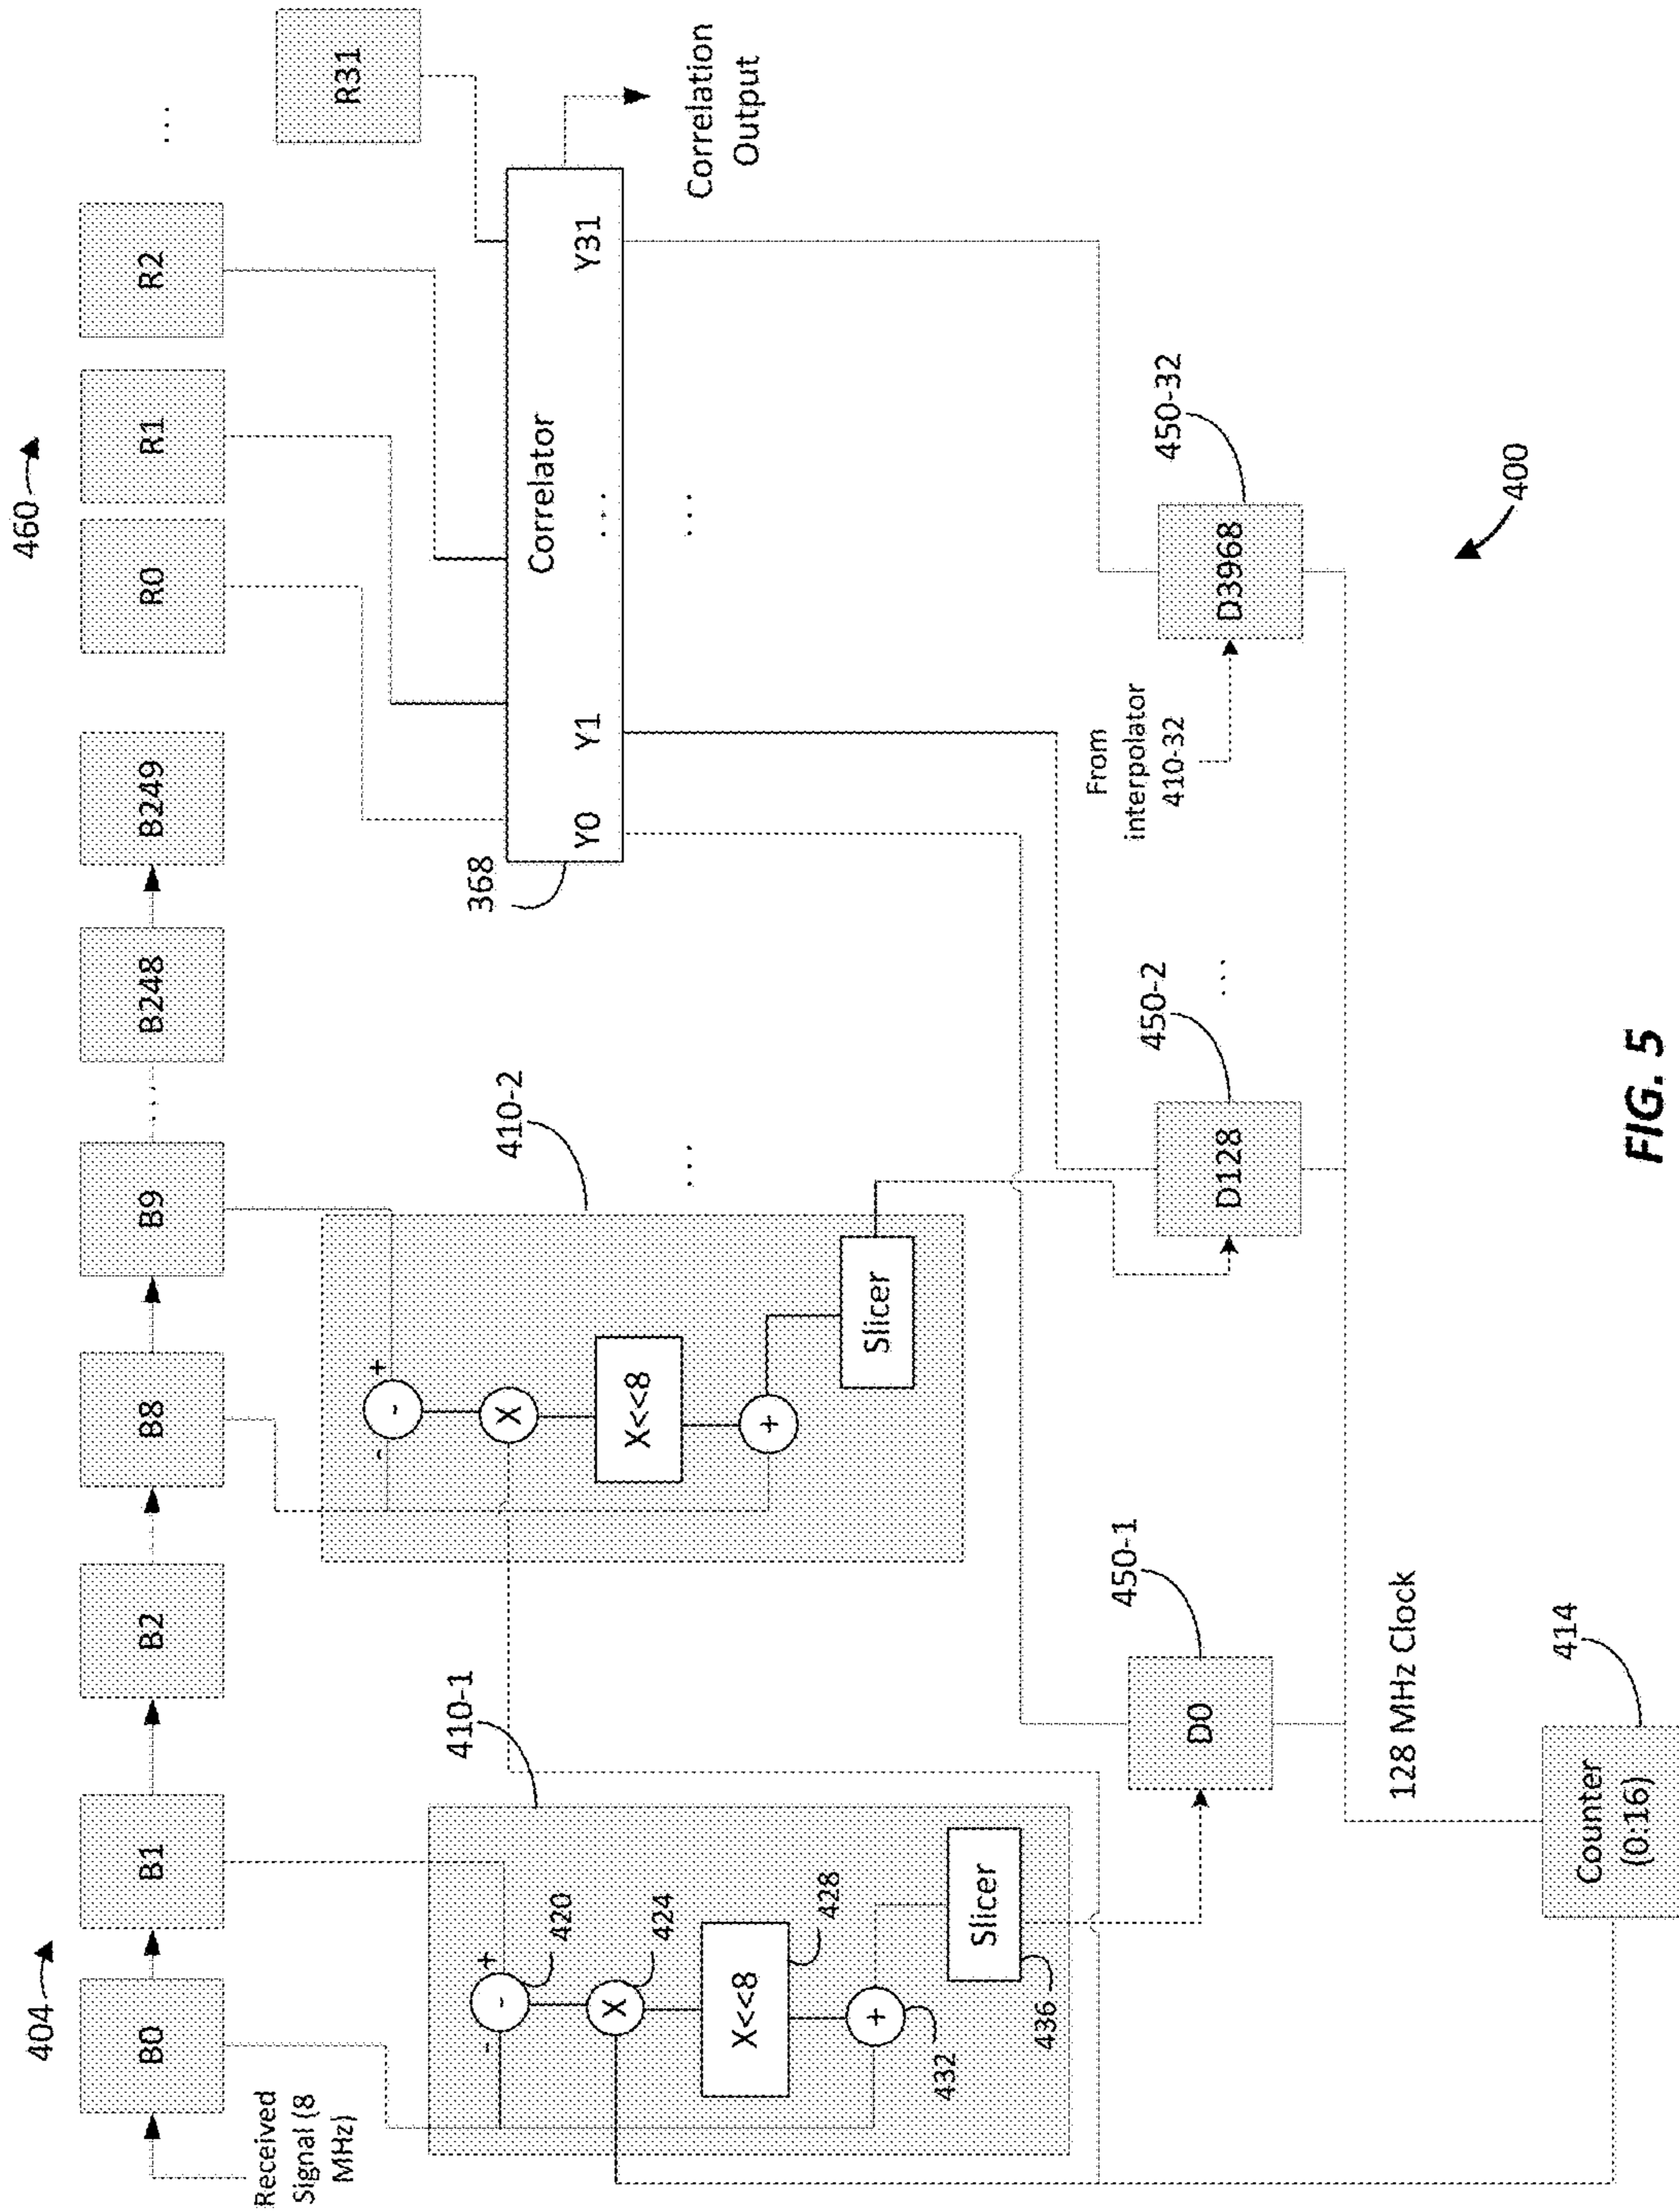 404
460
B0
B1
B2
B8
B9
...
B248
B249
R0
R1
R2
...
R31
Received
Signal (8
MHz)
410-1
410-2
- +
-
420
X
424
X<<8
428
+
432
Slicer
436
- +
-
X
X<<8
+
Slicer
...
368
Correlator
Y0
Y1
...
Y31
...
Correlation
Output
From
interpolator
410-32
450-1
D0
450-2
D128
...
450-32
D3968
128 MHz Clock
414
Counter
(0:16)
400
FIG. 5